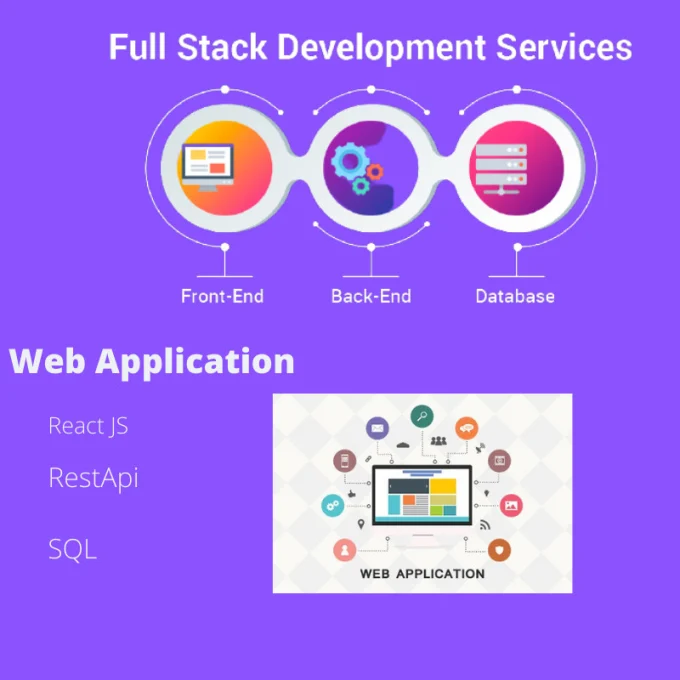 Full Stack Development Services
Front-End Back-End Database
Web Application
React JS
RestApi
SQL
WEB APPLICATION